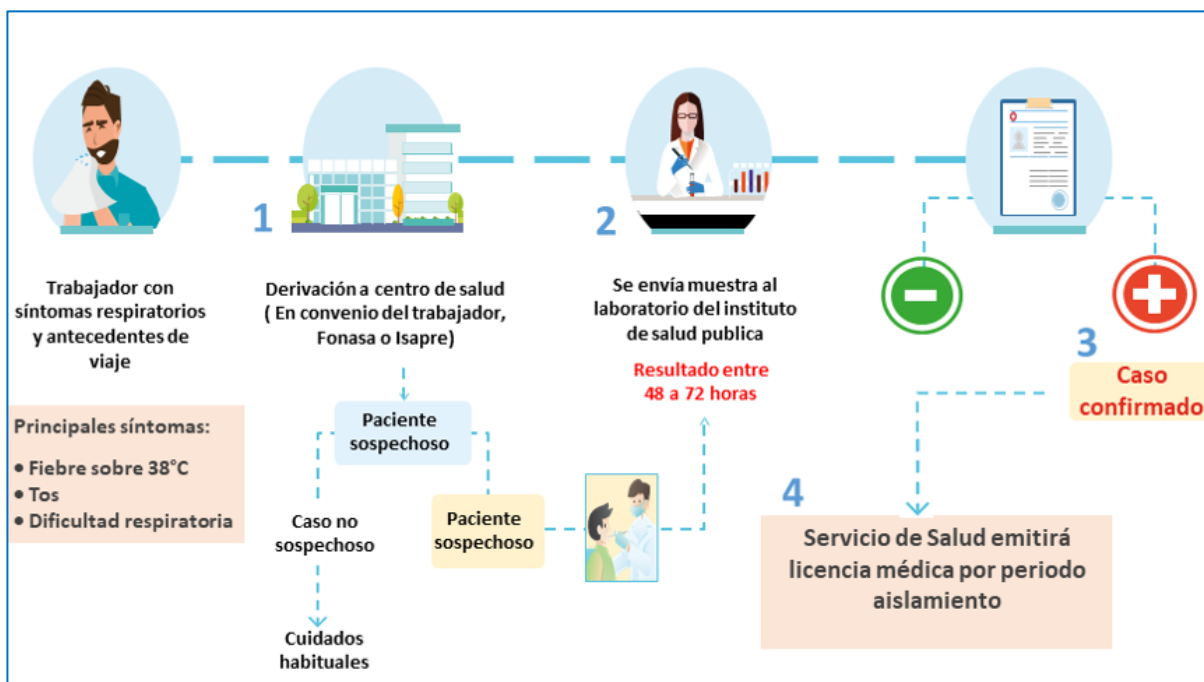 1
2
Trabajador con
síntomas respiratorios
y antecedentes de
viaje
Derivación a centro de salud
( En convenio del trabajador,
Fonasa o Isapre)
Se envía muestra al
laboratorio del instituto
de salud publica
Resultado entre
48 a 72 horas
3
Caso
confirmado
Principales síntomas:
• Fiebre sobre 38°C
• Tos
• Dificultad respiratoria
Paciente
sospechoso
Caso no
sospechoso
Paciente
sospechoso
Cuidados
habituales
4
Servicio de Salud emitirá
licencia médica por periodo
aislamiento